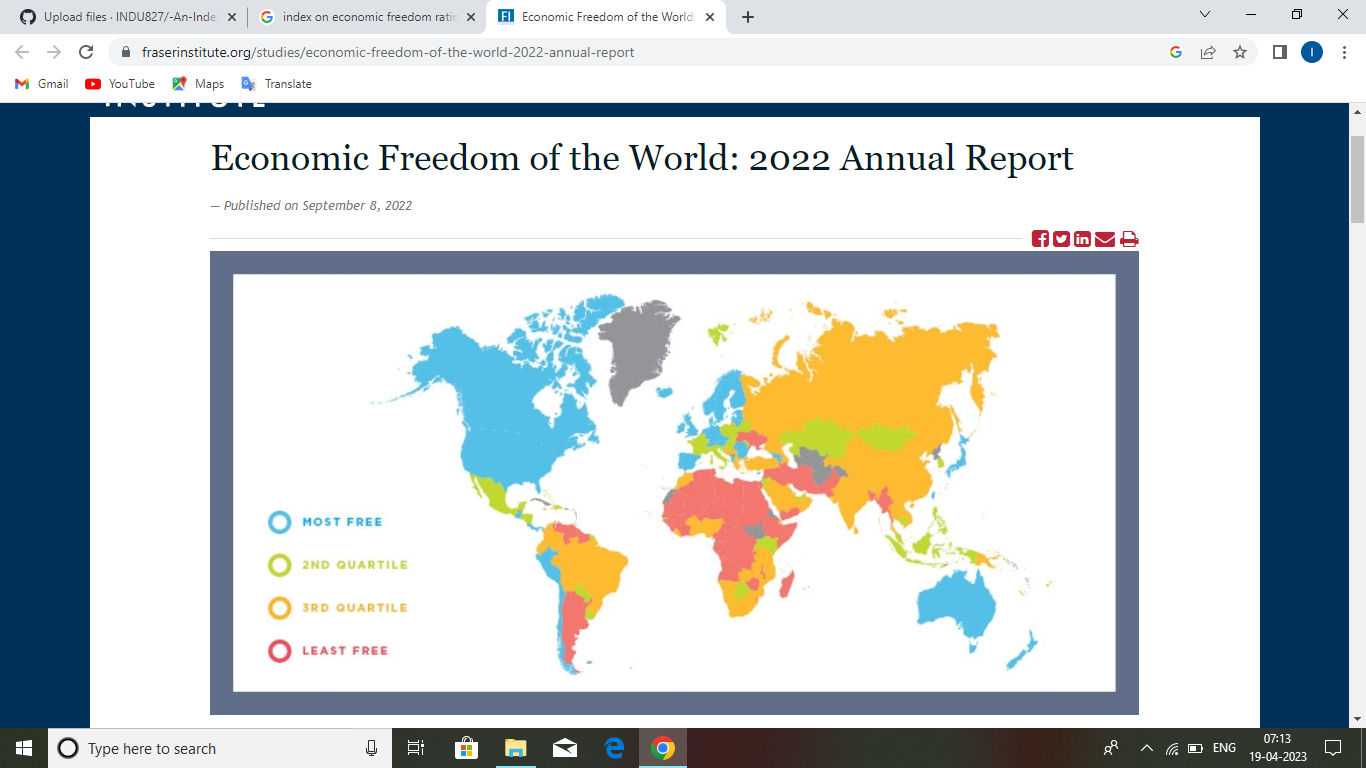 Upload files · INDU827/-An-Inde
index on economic freedom ratin
FI
Economic Freedom of the World:
fraserinstitute.org/studies/economic-freedom-of-the-world-2022-annual-report
I
Gmail
YouTube
Maps
Translate
INSTITUTE
Economic Freedom of the World: 2022 Annual Report
— Published on September 8, 2022
MOST FREE
2ND QUARTILE
3RD QUARTILE
LEAST FREE
Type here to search
ENG
07:13
19-04-2023